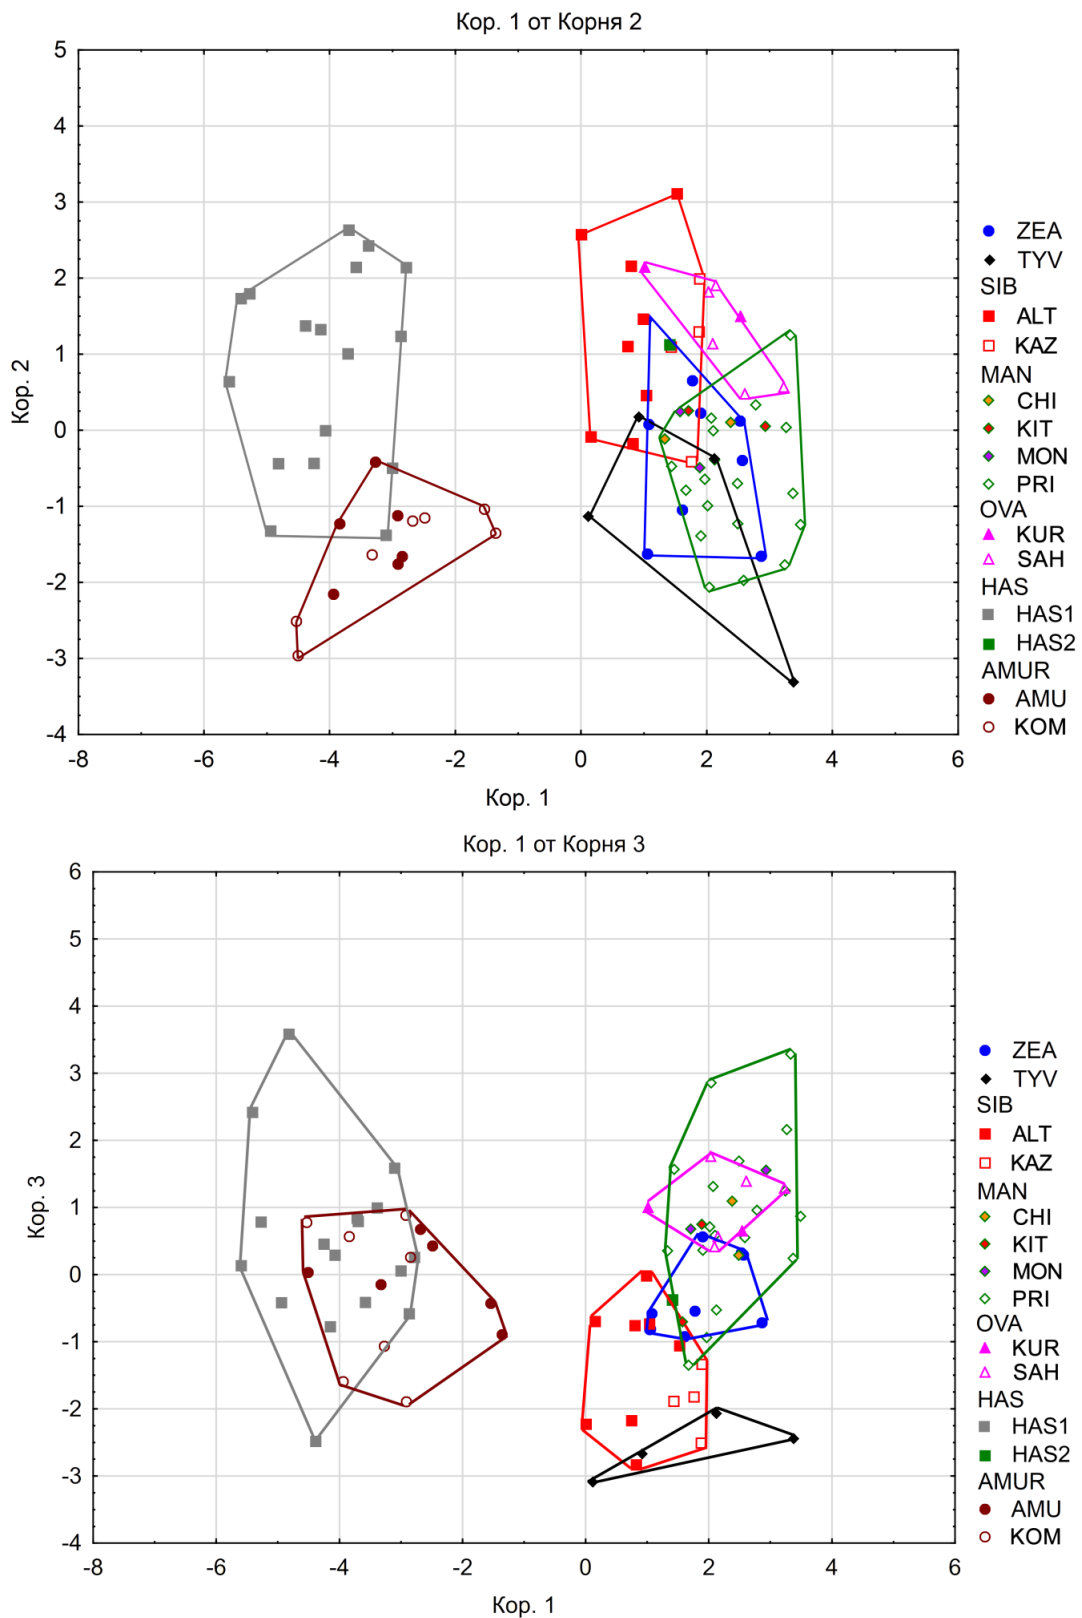 Кор. 1 от Корня 2
5
4
3
2
1
0
-1
-2
-3
-4
Кор. 2
-8 -6 -4 -2 0 2 4 6
Кор. 1
ZEA
TYV
SIB
ALT
KAZ
MAN
CHI
KIT
MON
PRI
OVA
KUR
SAH
HAS
HAS1
HAS2
AMUR
AMU
KOM
Кор. 1 от Корня 3
6
5
4
3
2
1
0
-1
-2
-3
-4
Кор. 3
-8 -6 -4 -2 0 2 4 6
Кор. 1
ZEA
TYV
SIB
ALT
KAZ
MAN
CHI
KIT
MON
PRI
OVA
KUR
SAH
HAS
HAS1
HAS2
AMUR
AMU
KOM